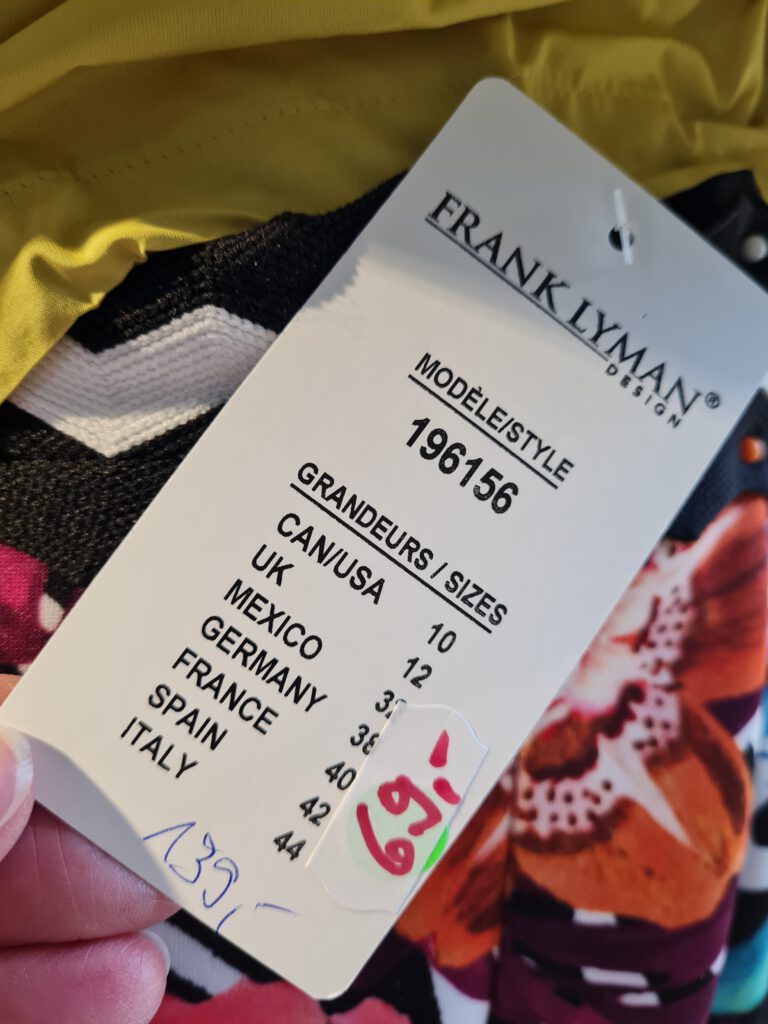 FRANK LYMAN®
DESIGN
MODÈLE/STYLE
196156
GRANDEURS / SIZES
CAN/USA 10
UK 12
MEXICO
GERMANY 38
FRANCE 40
SPAIN 42
ITALY 44
139,-
69,-